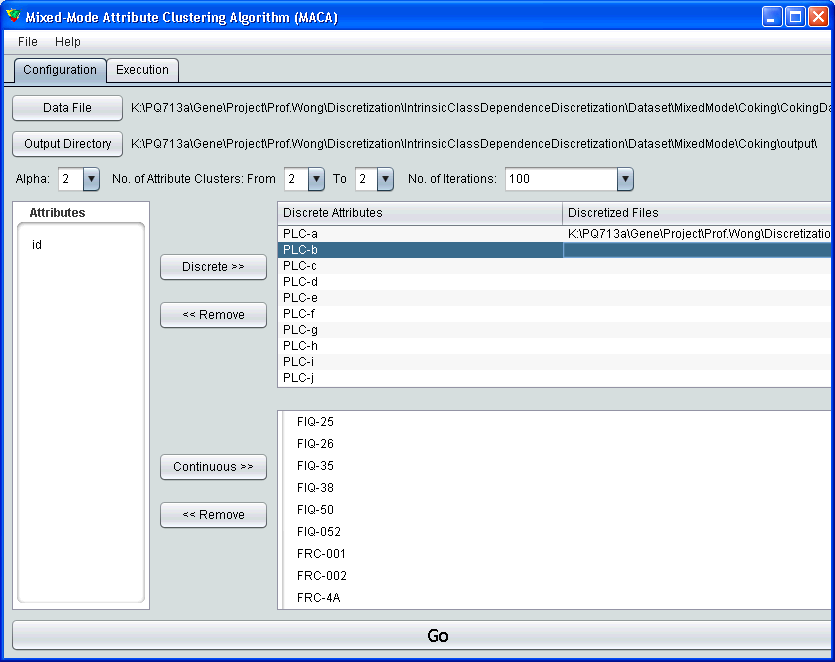 Mixed-Mode Attribute Clustering Algorithm (MACA)
File Help
Configuration Execution
Data File K:\PQ713a\Gene\Project\Prof.Wong\Discretization\IntrinsicClassDependenceDiscretization\Dataset\MixedMode\Coking\CokingDa
Output Directory K:\PQ713a\Gene\Project\Prof.Wong\Discretization\IntrinsicClassDependenceDiscretization\Dataset\MixedMode\Coking\output\
Alpha: 2 No. of Attribute Clusters: From 2 To 2 No. of Iterations: 100
Attributes
id
Discrete >>
<< Remove
Discrete Attributes Discretized Files
PLC-a K:\PQ713a\Gene\Project\Prof.Wong\Discretizatio
PLC-b
PLC-c
PLC-d
PLC-e
PLC-f
PLC-g
PLC-h
PLC-i
PLC-j
Continuous >>
<< Remove
FIQ-25
FIQ-26
FIQ-35
FIQ-38
FIQ-50
FIQ-052
FRC-001
FRC-002
FRC-4A
Go